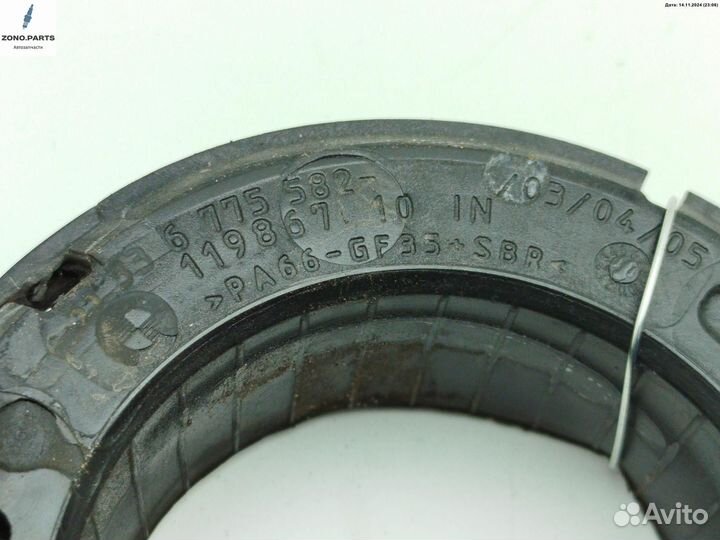 ZONO.PARTS
Автозапчасти
Дата: 14.11.2024 (23:06)
6 775 582-
119867 10 IN
03/04/05
>PA66-GF35+SBR<
Avito